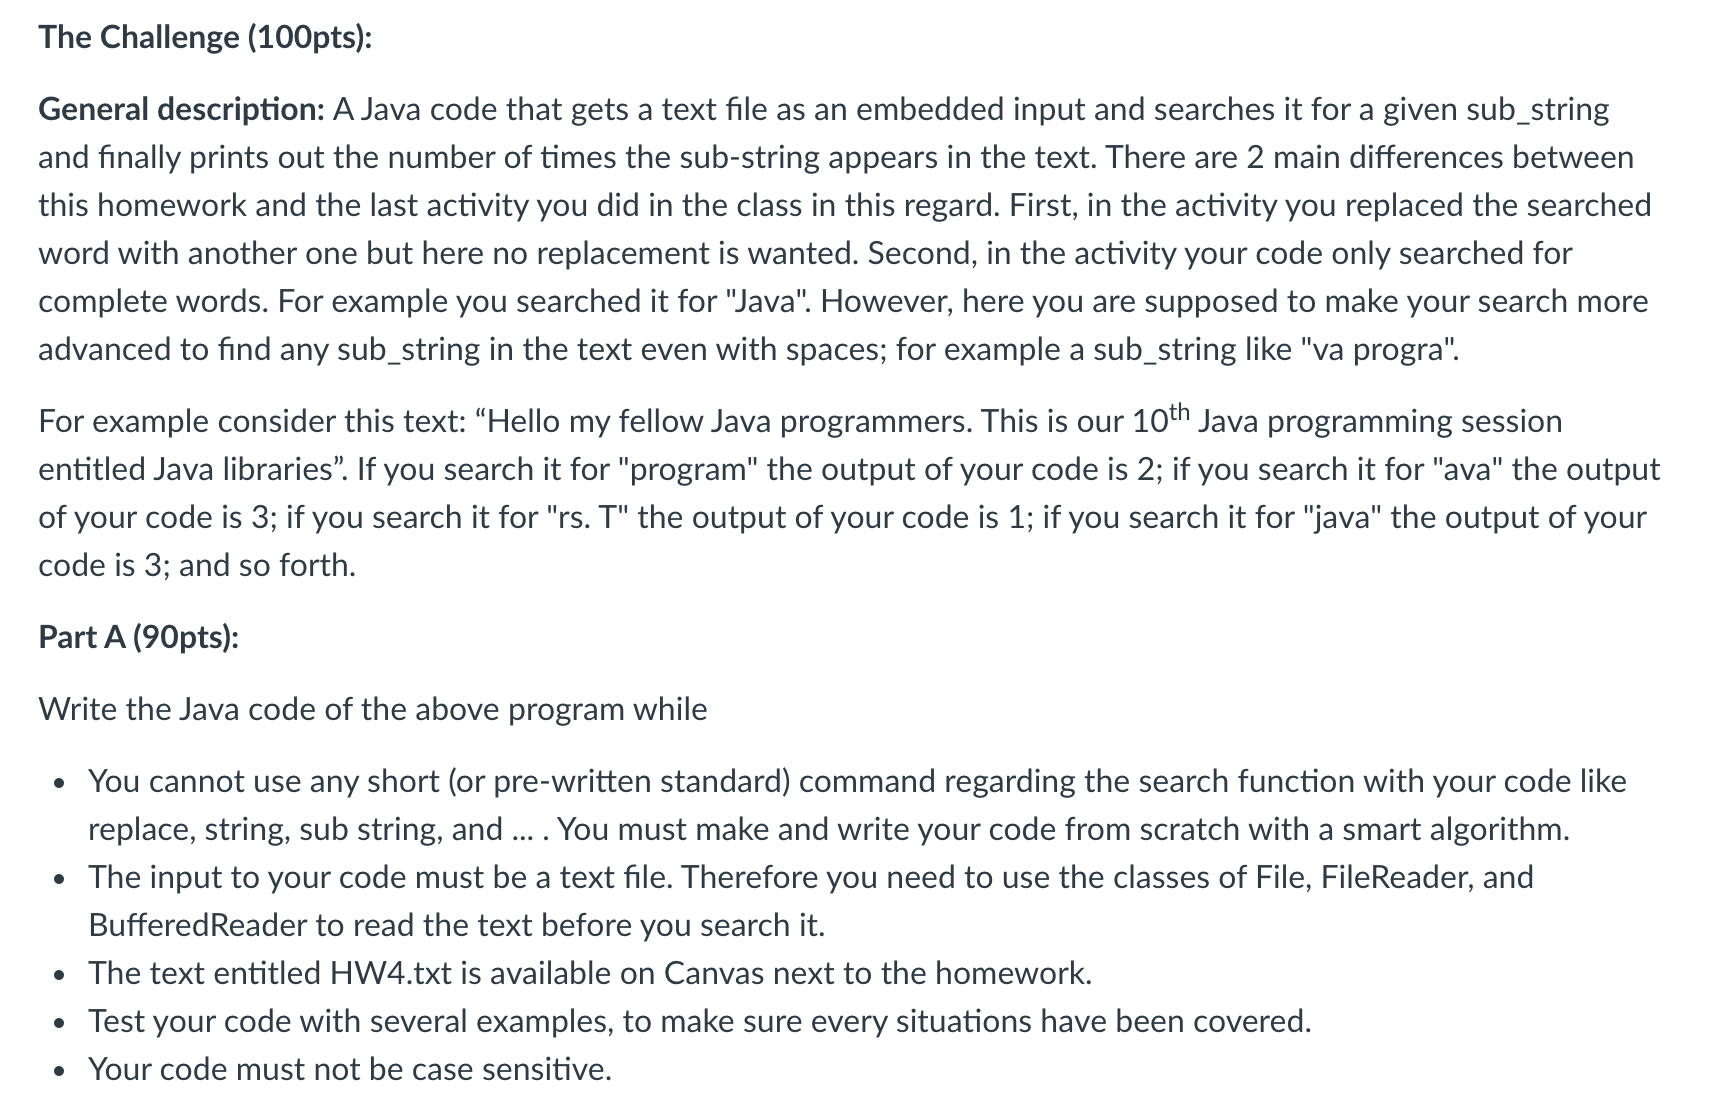 The Challenge (100pts):
General description: A Java code that gets a text file as an embedded input and searches it for a given sub_string
and finally prints out the number of times the sub-string appears in the text. There are 2 main differences between
this homework and the last activity you did in the class in this regard. First, in the activity you replaced the searched
word with another one but here no replacement is wanted. Second, in the activity your code only searched for
complete words. For example you searched it for "Java". However, here you are supposed to make your search more
advanced to find any sub_string in the text even with spaces; for example a sub_string like "va progra".
For example consider this text: “Hello my fellow Java programmers. This is our 10th Java programming session
entitled Java libraries”. If you search it for "program" the output of your code is 2; if you search it for "ava" the output
of your code is 3; if you search it for "rs. T" the output of your code is 1; if you search it for "java" the output of your
code is 3; and so forth.
Part A (90pts):
Write the Java code of the above program while
• You cannot use any short (or pre-written standard) command regarding the search function with your code like
replace, string, sub string, and ... . You must make and write your code from scratch with a smart algorithm.
• The input to your code must be a text file. Therefore you need to use the classes of File, FileReader, and
BufferedReader to read the text before you search it.
• The text entitled HW4.txt is available on Canvas next to the homework.
• Test your code with several examples, to make sure every situations have been covered.
• Your code must not be case sensitive.